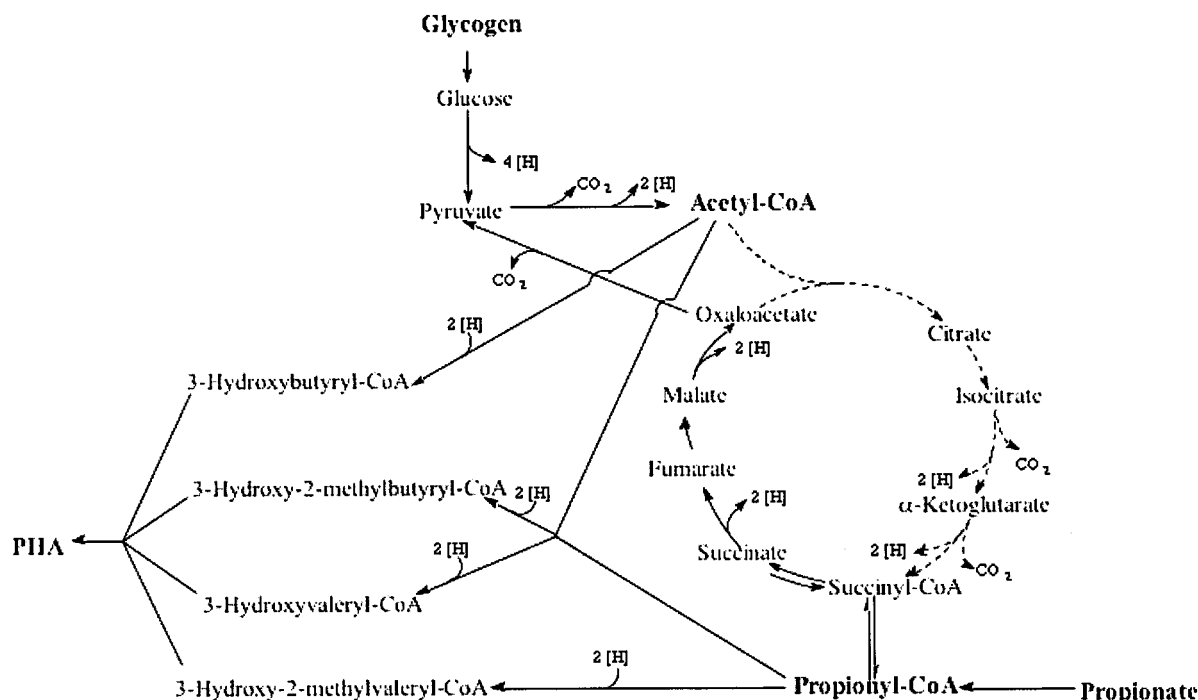 Glycogen
Glucose
4 [H]
CO₂
2 [H]
Pyruvate
Acetyl-CoA
CO₂
Oxaloacetate
2 [H]
Citrate
2 [H]
3-Hydroxybutyryl-CoA
Malate
Isocitrate
Fumarate
2 [H]
CO₂
3-Hydroxy-2-methylbutyryl-CoA
2 [H]
2 [H]
α-Ketoglutarate
PHA
2 [H]
Succinate
2 [H]
CO₂
Succinyl-CoA
3-Hydroxyvaleryl-CoA
2 [H]
3-Hydroxy-2-methylvaleryl-CoA
Propionyl-CoA
Propionate